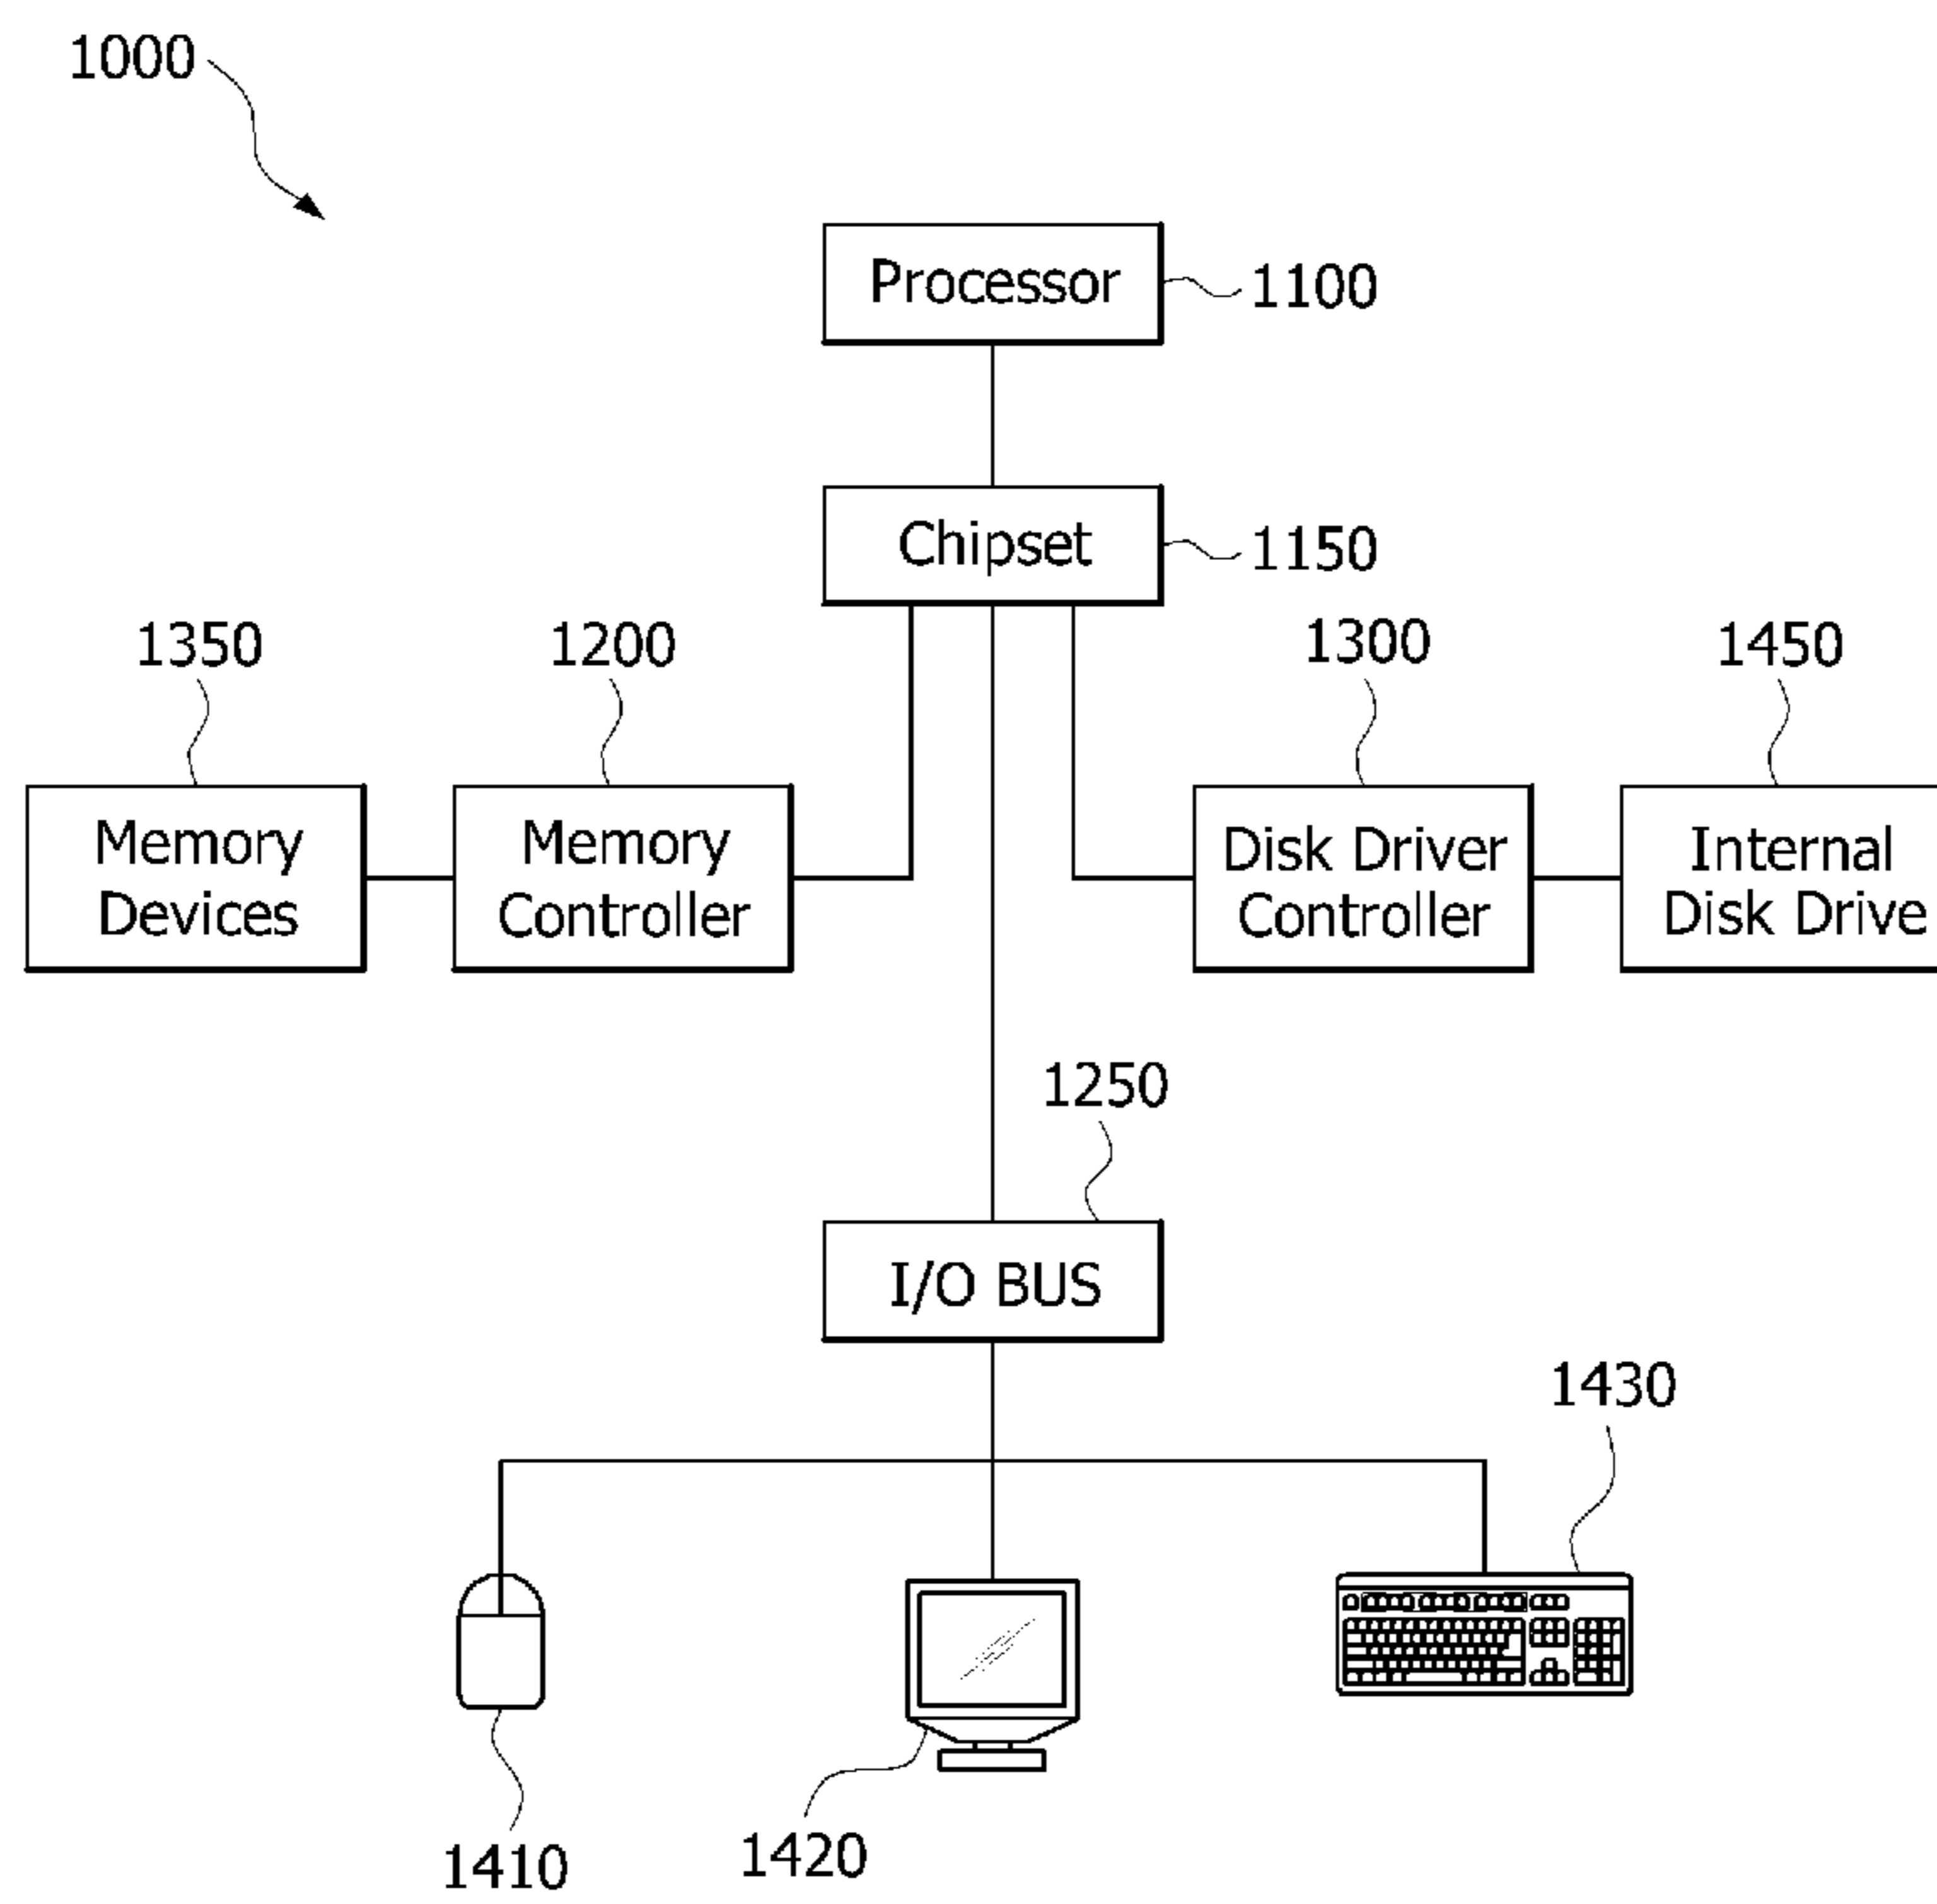 1000
Processor
1100
Chipset
1150
1350
1200
1300
1450
Memory
Devices
Memory
Controller
Disk Driver
Controller
Internal
Disk Drive
1250
I/O BUS
1430
1410
1420